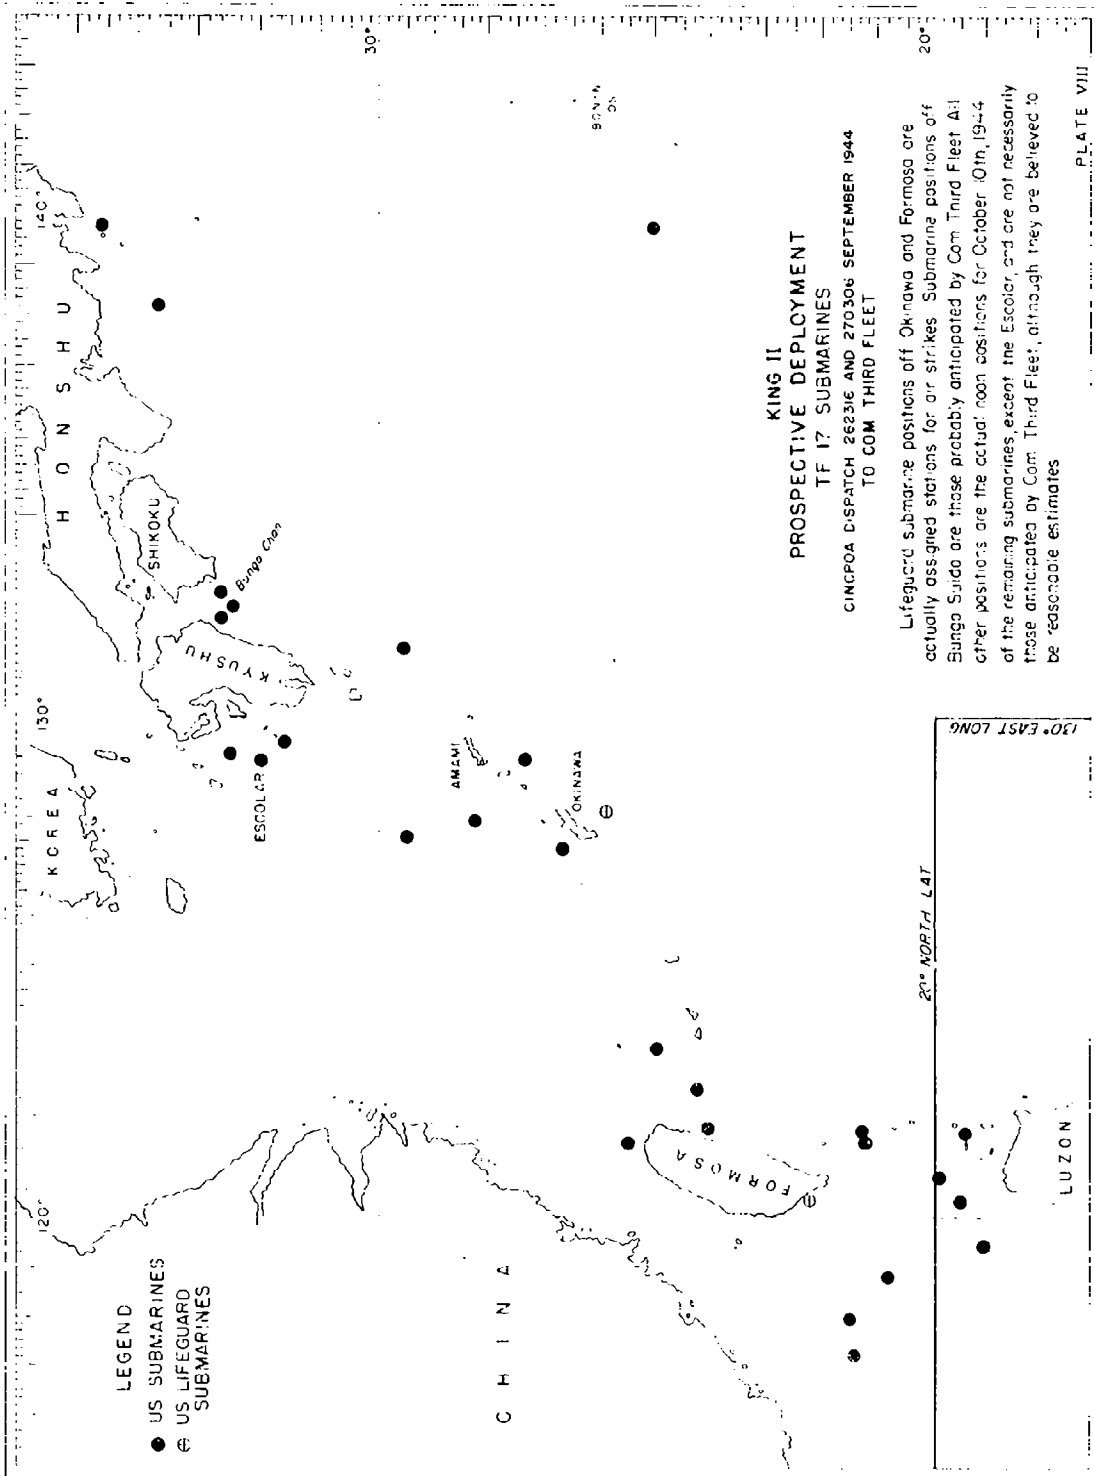 LEGEND
US SUBMARINES
US LIFEGUARD
SUBMARINES
120°
130°
140°
30°
20°
KOREA
HONSHU
SHIKOKU
KYUSHU
Bungo Chan
ESCOLAR
AMAMI
OKINAWA
BONIN
CHINA
FORMOSA
LUZON
20° NORTH LAT
130° EAST LONG
KING II
PROSPECTIVE DEPLOYMENT
TF 17 SUBMARINES
CINCPOA DISPATCH 262316 AND 270306 SEPTEMBER 1944
TO COM THIRD FLEET
Lifeguard submarine positions off Okinawa and Formosa are
actually assigned stations for air strikes Submarine positions off
Bungo Suido are those probably anticipated by Com Third Fleet All
other positions are the actual noon positions for October 10th, 1944
of the remaining submarines, except the Escolar, and are not necessarily
those anticipated by Com. Third Fleet, although they are believed to
be reasonable estimates
PLATE VIII